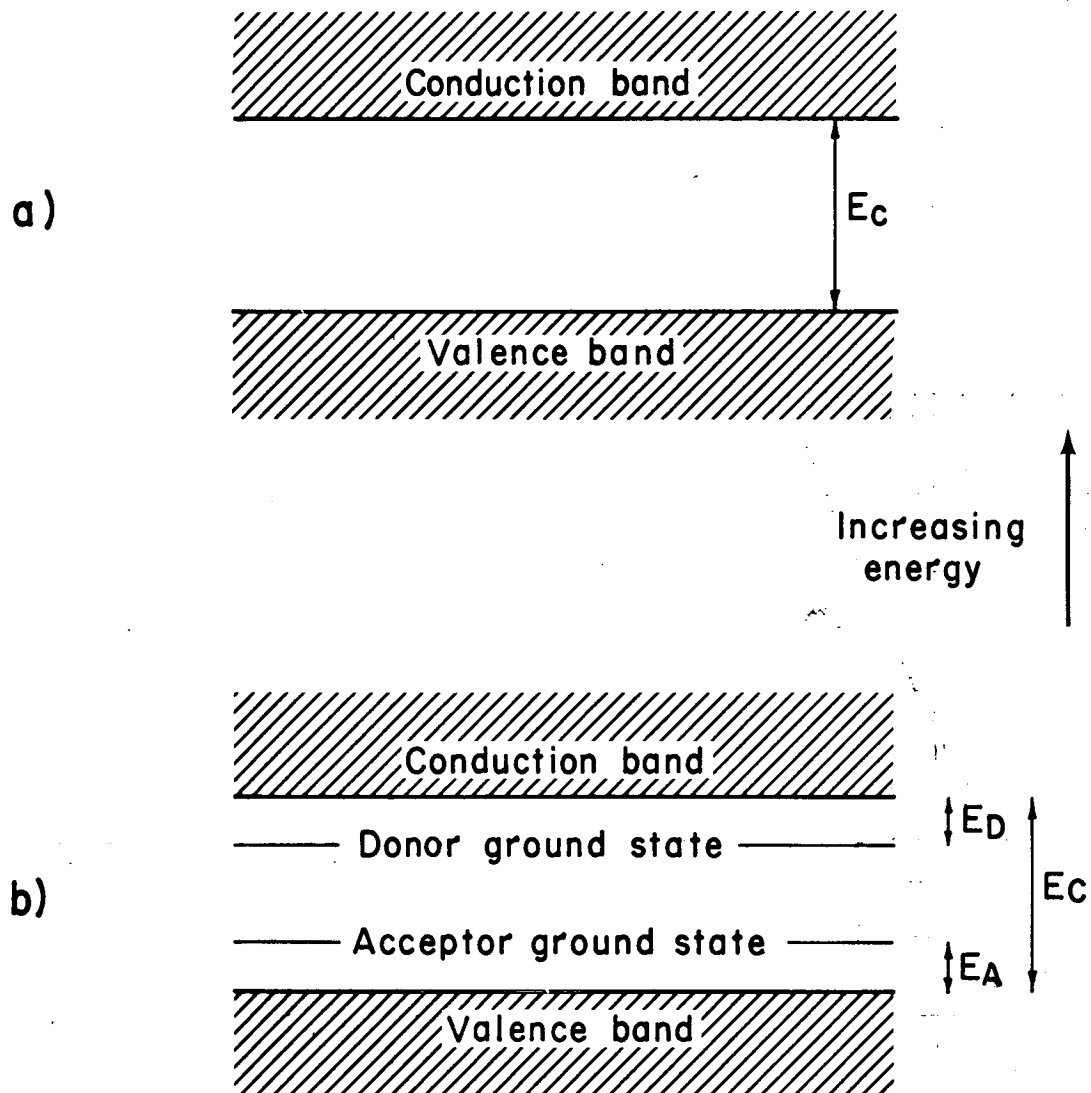 Conduction band
a)
Ec
Valence band
Increasing
energy
Conduction band
ED
Donor ground state
b)
Ec
Acceptor ground state
EA
Valence band